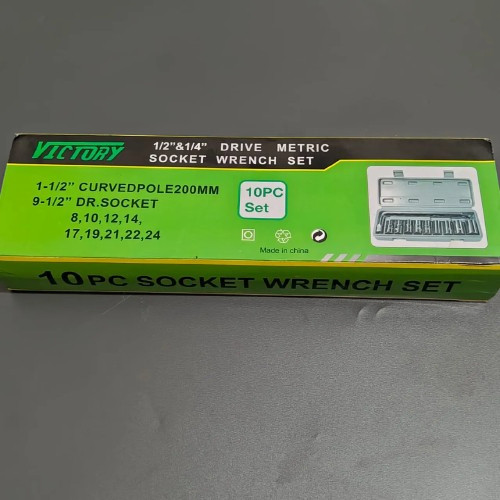 VICTORY
1/2"&1/4" DRIVE METRIC
SOCKET WRENCH SET
1-1/2" CURVEDPOLE200MM
9-1/2" DR.SOCKET
8,10,12,14,
17,19,21,22,24
10PC
Set
Made in china
10PC SOCKET WRENCH SET